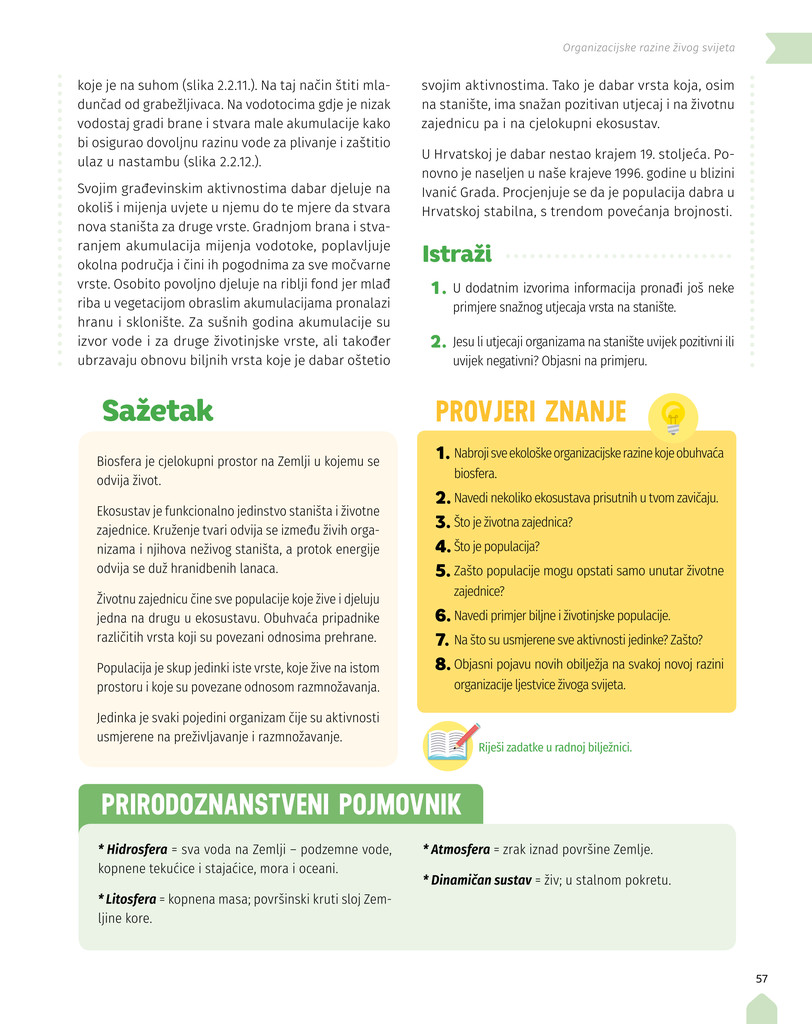 Organizacijske razine živog svijeta
koje je na suhom (slika 2.2.11.). Na taj način štiti mla-
dunčad od grabežljivaca. Na vodotocima gdje je nizak
vodostaj gradi brane i stvara male akumulacije kako
bi osigurao dovoljnu razinu vode za plivanje i zaštitio
ulaz u nastambu (slika 2.2.12.).
Svojim građevinskim aktivnostima dabar djeluje na
okoliš i mijenja uvjete u njemu do te mjere da stvara
nova staništa za druge vrste. Gradnjom brana i stva-
ranjem akumulacija mijenja vodotoke, poplavljuje
okolna područja i čini ih pogodnima za sve močvarne
vrste. Osobito povoljno djeluje na riblji fond jer mlađ
riba u vegetacijom obraslim akumulacijama pronalazi
hranu i sklonište. Za sušnih godina akumulacije su
izvor vode i za druge životinjske vrste, ali također
ubrzavaju obnovu biljnih vrsta koje je dabar oštetio
svojim aktivnostima. Tako je dabar vrsta koja, osim
na stanište, ima snažan pozitivan utjecaj i na životnu
zajednicu pa i na cjelokupni ekosustav.
U Hrvatskoj je dabar nestao krajem 19. stoljeća. Po-
novno je naseljen u naše krajeve 1996. godine u blizini
Ivanić Grada. Procjenjuje se da je populacija dabra u
Hrvatskoj stabilna, s trendom povećanja brojnosti.
Istraži
1. U dodatnim izvorima informacija pronađi još neke
primjere snažnog utjecaja vrsta na stanište.
2. Jesu li utjecaji organizama na stanište uvijek pozitivni ili
uvijek negativni? Objasni na primjeru.
Sažetak
Biosfera je cjelokupni prostor na Zemlji u kojemu se
odvija život.
Ekosustav je funkcionalno jedinstvo staništa i životne
zajednice. Kruženje tvari odvija se između živih orga-
nizama i njihova neživog staništa, a protok energije
odvija se duž hranidbenih lanaca.
Životnu zajednicu čine sve populacije koje žive i djeluju
jedna na drugu u ekosustavu. Obuhvaća pripadnike
različitih vrsta koji su povezani odnosima prehrane.
Populacija je skup jedinki iste vrste, koje žive na istom
prostoru i koje su povezane odnosom razmnožavanja.
Jedinka je svaki pojedini organizam čije su aktivnosti
usmjerene na preživljavanje i razmnožavanje.
PROVJERI ZNANJE
1. Nabroji sve ekološke organizacijske razine koje obuhvaća
biosfera.
2. Navedi nekoliko ekosustava prisutnih u tvom zavičaju.
3. Što je životna zajednica?
4. Što je populacija?
5. Zašto populacije mogu opstati samo unutar životne
zajednice?
6. Navedi primjer biljne i životinjske populacije.
7. Na što su usmjerene sve aktivnosti jedinke? Zašto?
8. Objasni pojavu novih obilježja na svakoj novoj razini
organizacije ljestvice živoga svijeta.
Riješi zadatke u radnoj bilježnici.
PRIRODOZNANSTVENI POJMOVNIK
* Hidrosfera = sva voda na Zemlji – podzemne vode,
kopnene tekućice i stajaćice, mora i oceani.
* Litosfera = kopnena masa; površinski kruti sloj Zem-
ljine kore.
* Atmosfera = zrak iznad površine Zemlje.
* Dinamičan sustav = živ; u stalnom pokretu.
57